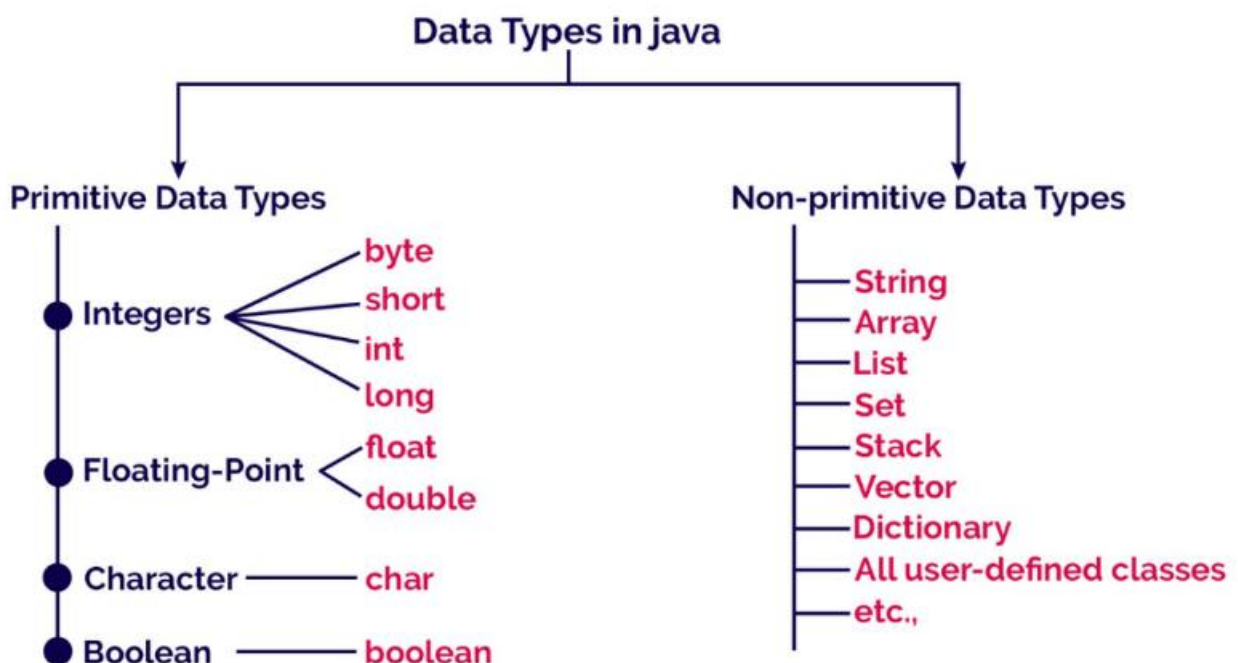 Data Types in java
Primitive Data Types
Integers
byte
short
int
long
Floating-Point
float
double
Character
char
Boolean
boolean
Non-primitive Data Types
String
Array
List
Set
Stack
Vector
Dictionary
All user-defined classes
etc.,